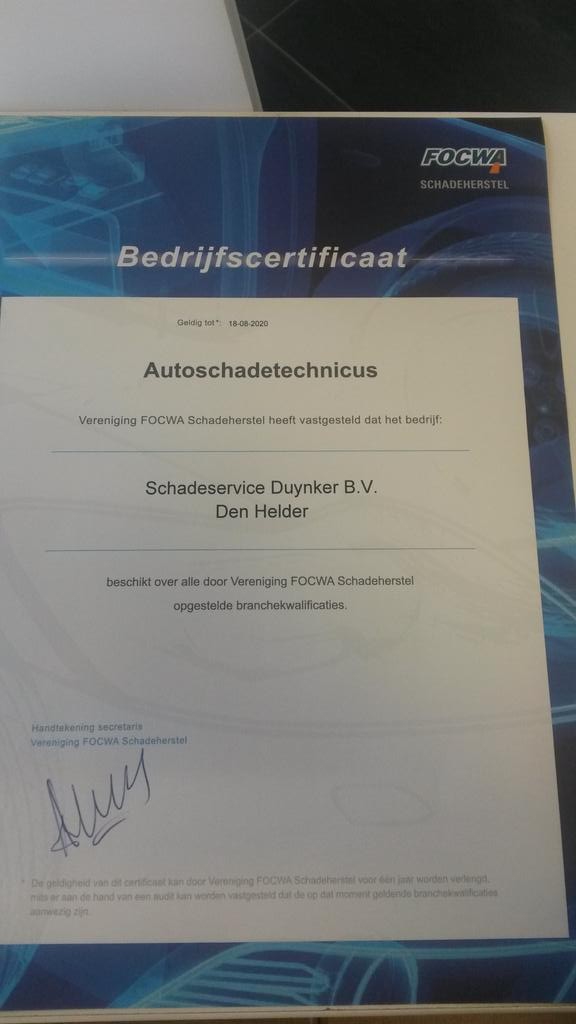 FOCWA
SCHADEHERSTEL
Bedrijfscertificaat
Geldig tot*: 18-08-2020
Autoschadetechnicus
Vereniging FOCWA Schadeherstel heeft vastgesteld dat het bedrijf:
Schadeservice Duynker B.V.
Den Helder
beschikt over alle door Vereniging FOCWA Schadeherstel
opgestelde branchekwalificaties.
Handtekening secretaris
Vereniging FOCWA Schadeherstel
* De geldigheid van dit certificaat kan door Vereniging FOCWA Schadeherstel voor één jaar worden verlengd,
mits er aan de hand van een audit kan worden vastgesteld dat de op dat moment geldende branchekwalificaties
aanwezig zijn.